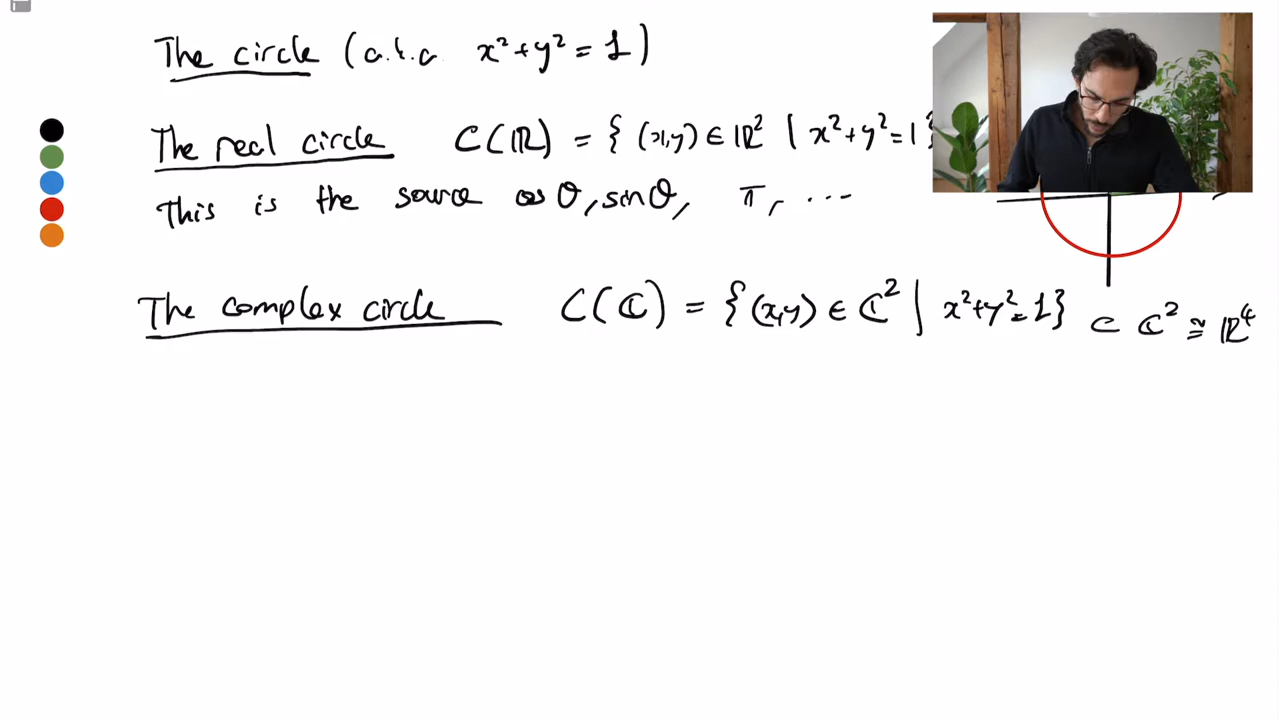 The circle (a.k.a. x²+y² = 1)
The real circle C(ℝ) = { (x,y) ∈ ℝ² | x²+y²=1 }
This is the source cos θ, sin θ, π, ...
The complex circle C(ℂ) = {(x,y) ∈ ℂ² | x²+y²=1} ⊂ ℂ² ≅ ℝ⁴